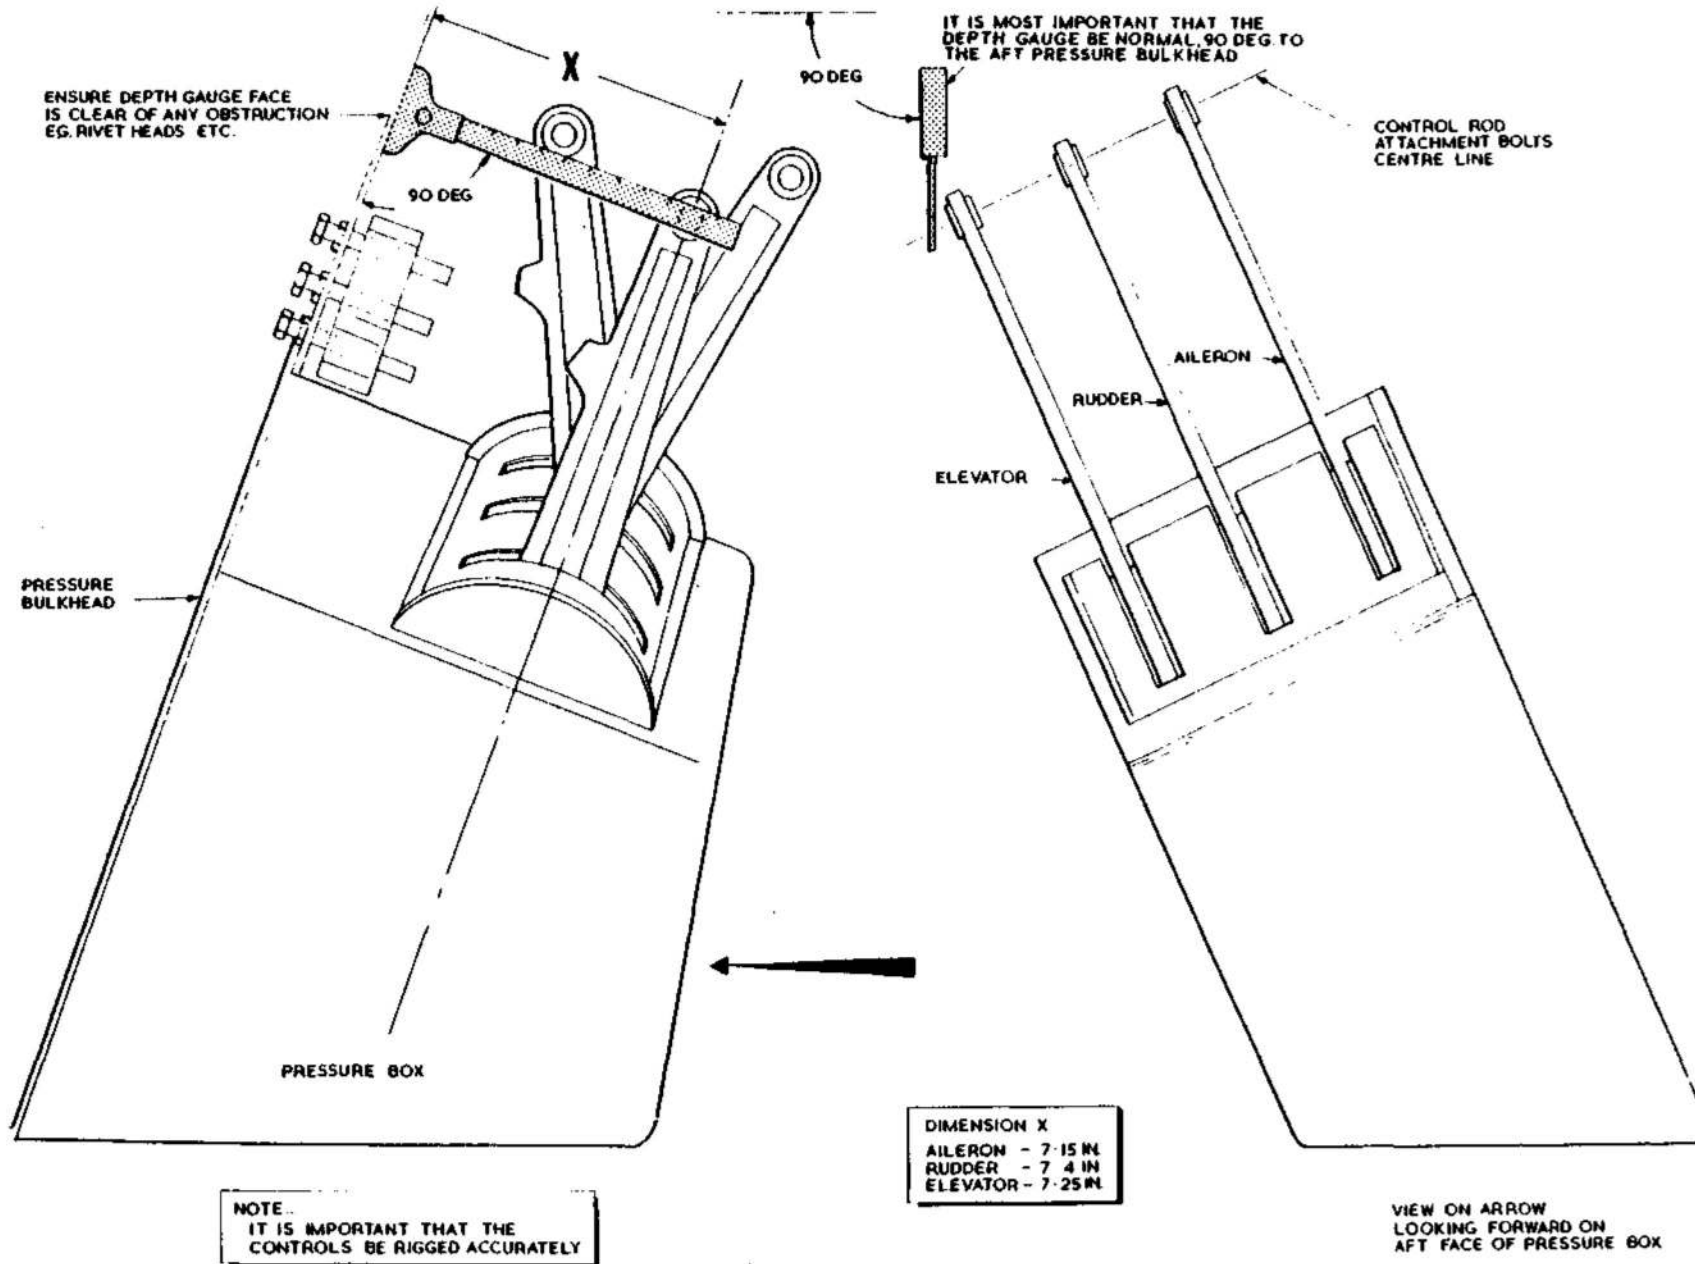 IT IS MOST IMPORTANT THAT THE
DEPTH GAUGE BE NORMAL, 90 DEG. TO
THE AFT PRESSURE BULKHEAD
X
90 DEG
ENSURE DEPTH GAUGE FACE
IS CLEAR OF ANY OBSTRUCTION
EG. RIVET HEADS ETC.
CONTROL ROD
ATTACHMENT BOLTS
CENTRE LINE
90 DEG
AILERON
RUDDER
ELEVATOR
PRESSURE
BULKHEAD
PRESSURE BOX
DIMENSION X
AILERON - 7·15 IN.
RUDDER - 7 4 IN
ELEVATOR - 7·25 IN.
NOTE..
IT IS IMPORTANT THAT THE
CONTROLS BE RIGGED ACCURATELY
VIEW ON ARROW
LOOKING FORWARD ON
AFT FACE OF PRESSURE BOX